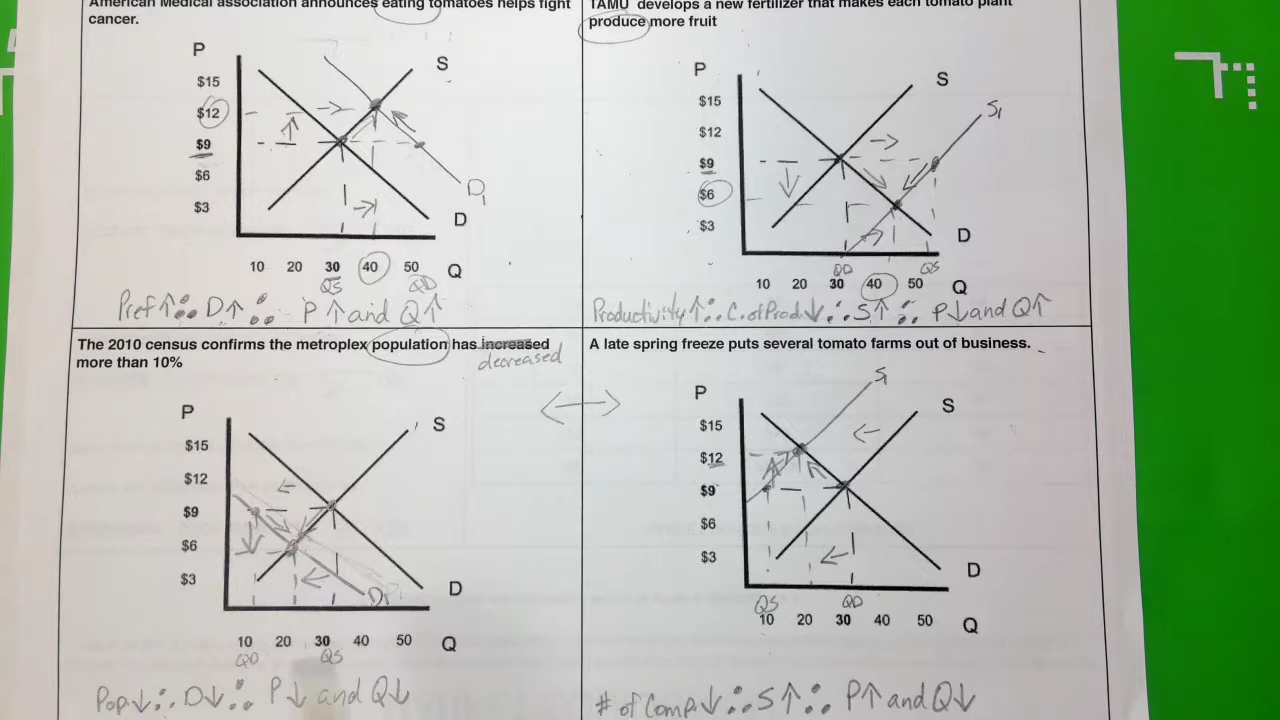 American Medical association announces eating tomatoes helps fight
cancer.
P
$15
$12
$9
$6
$3
S
D1
D
10 20 30 40 50 Q
QS QD
Pref↑∴D↑∴ P↑and Q↑
TAMU develops a new fertilizer that makes each tomato plant
produce more fruit
P
$15
$12
$9
$6
$3
S
S1
D
QD QS
10 20 30 40 50 Q
Productivity↑∴C.ofProd.↓∴S↑∴ P↓and Q↑
The 2010 census confirms the metroplex population has increased
decreased
more than 10%
P
$15
$12
$9
$6
$3
S
D1
D
10 20 30 40 50 Q
QD QS
Pop↓∴D↓∴ P↓ and Q↓
A late spring freeze puts several tomato farms out of business.
P
$15
$12
$9
$6
$3
S1
S
D
QS QD
10 20 30 40 50 Q
# of Comp.↓∴S↑∴ P↑ and Q↓